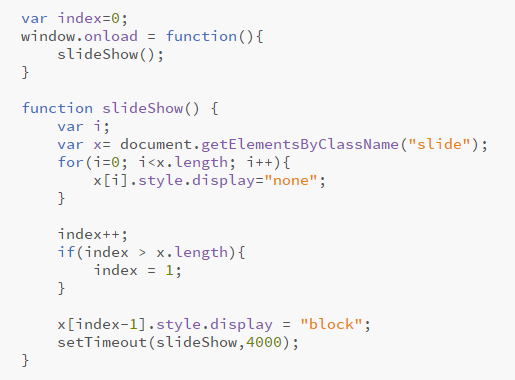 var index=0;
window.onload = function(){
    slideShow();
}

function slideShow() {
    var i;
    var x= document.getElementsByClassName("slide");
    for(i=0; i<x.length; i++){
        x[i].style.display="none";
    }

    index++;
    if(index > x.length){
        index = 1;
    }

    x[index-1].style.display = "block";
    setTimeout(slideShow,4000);
}